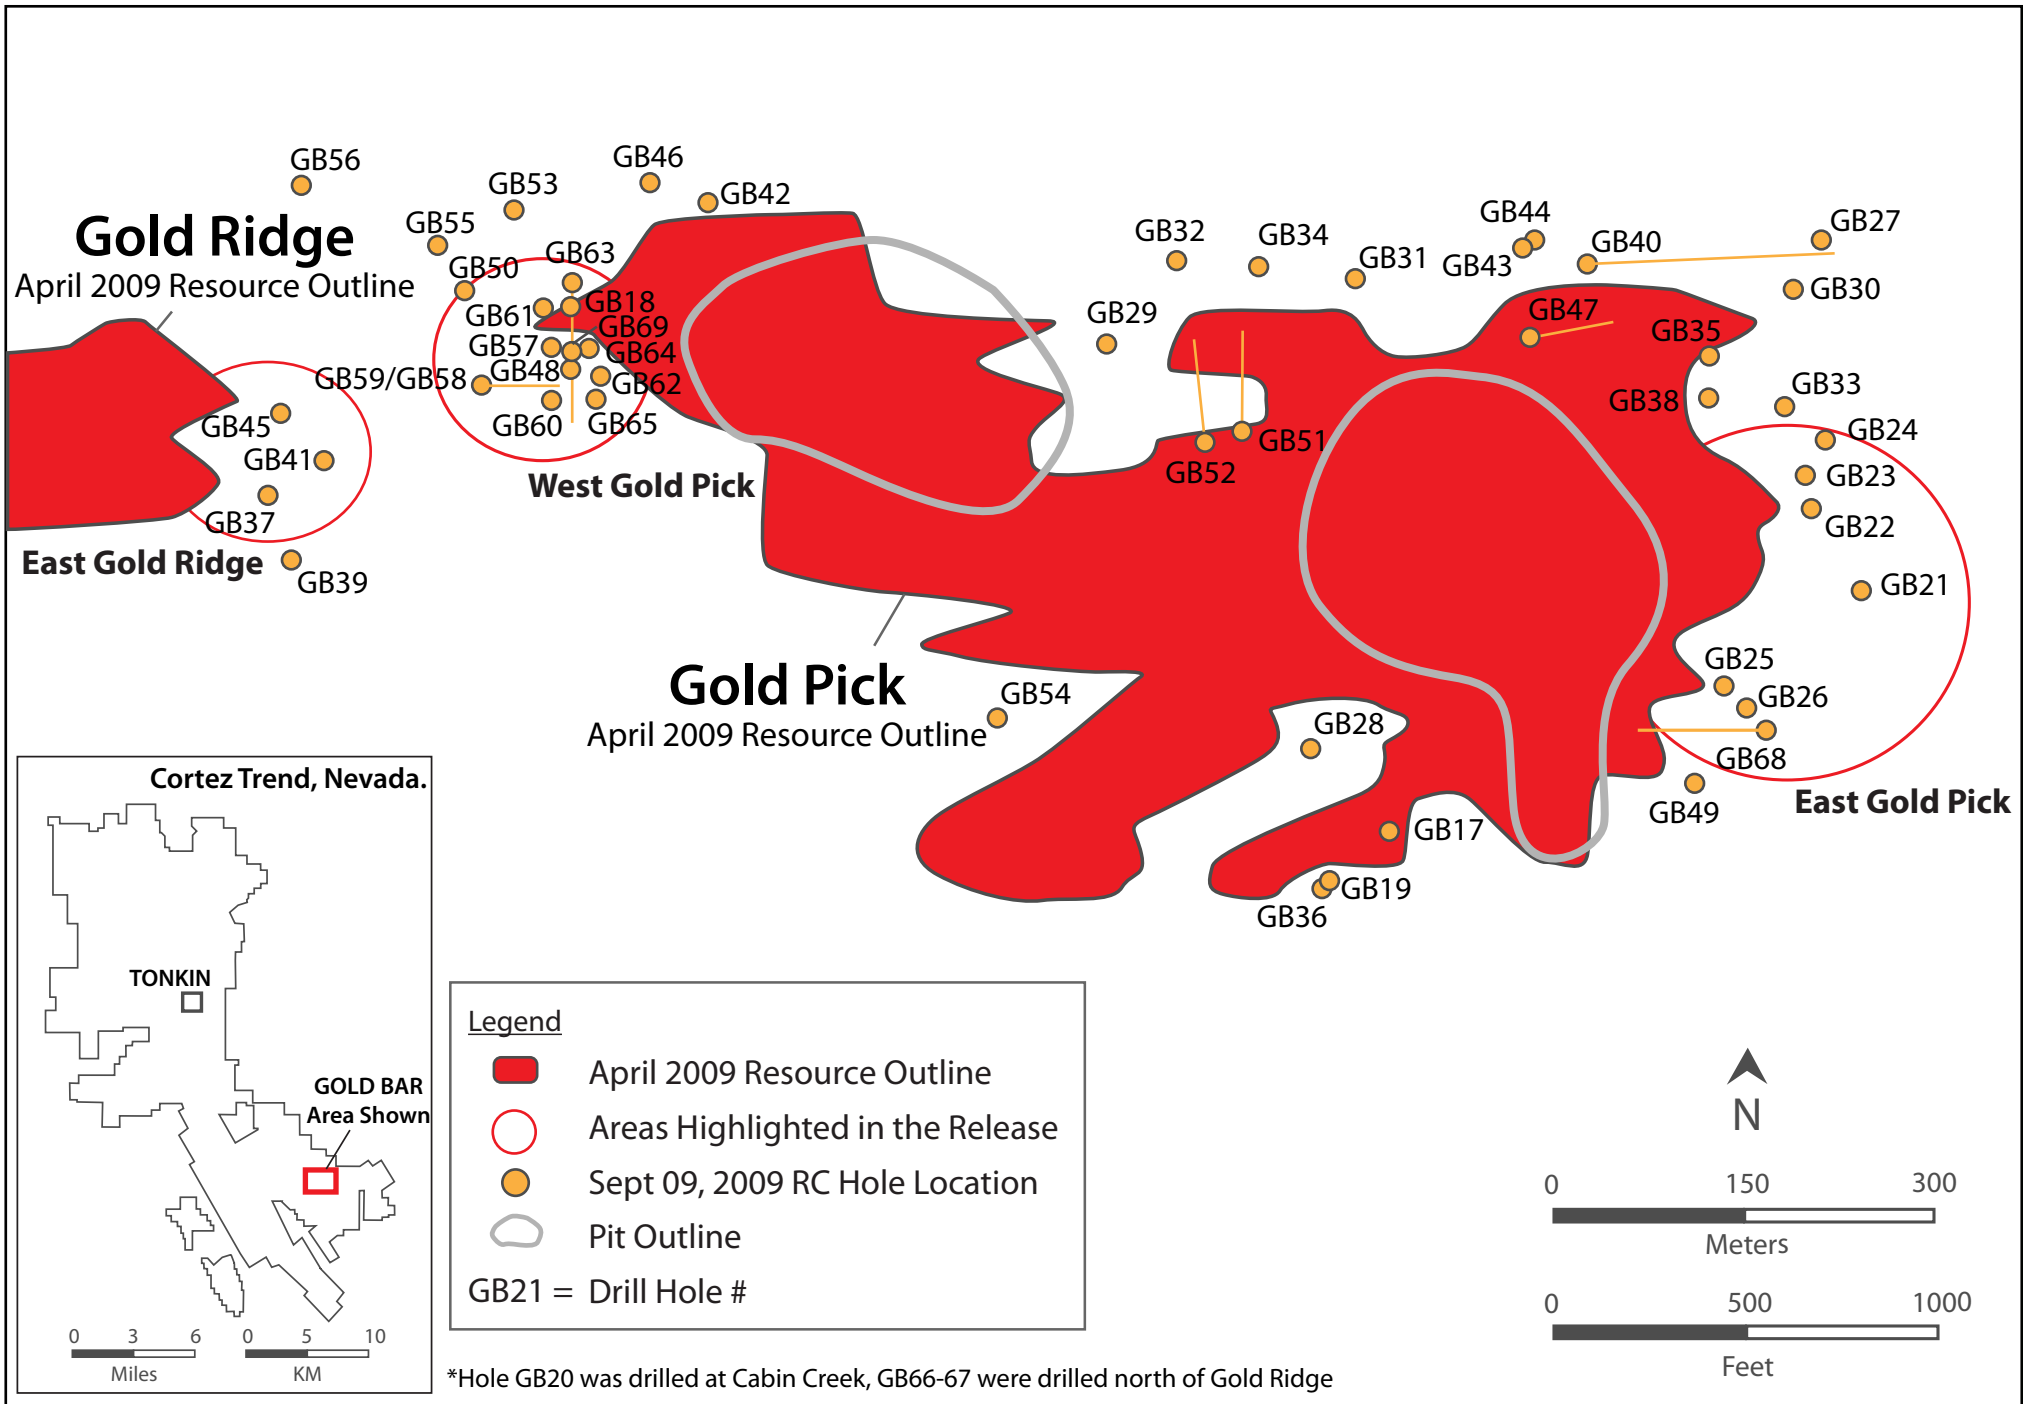 GB56
GB46
GB53
GB42
GB55
GB44
GB27
GB32
GB34
GB40
Gold Ridge
April 2009 Resource Outline
GB63
GB50
GB31
GB43
GB30
GB61
GB18
GB29
GB47
GB69
GB35
GB57
GB64
GB59/GB58
GB48
GB62
GB33
GB38
GB45
GB60
GB65
GB24
GB51
GB41
GB52
GB23
West Gold Pick
GB37
GB22
East Gold Ridge
GB39
GB21
Gold Pick
April 2009 Resource Outline
GB54
GB25
GB26
GB28
GB68
GB49
East Gold Pick
GB17
GB19
GB36
Cortez Trend, Nevada.
TONKIN
GOLD BAR
Area Shown
0 3 6
Miles
0 5 10
KM
Legend
April 2009 Resource Outline
Areas Highlighted in the Release
Sept 09, 2009 RC Hole Location
Pit Outline
GB21 = Drill Hole #
N
0 150 300
Meters
0 500 1000
Feet
*Hole GB20 was drilled at Cabin Creek, GB66-67 were drilled north of Gold Ridge